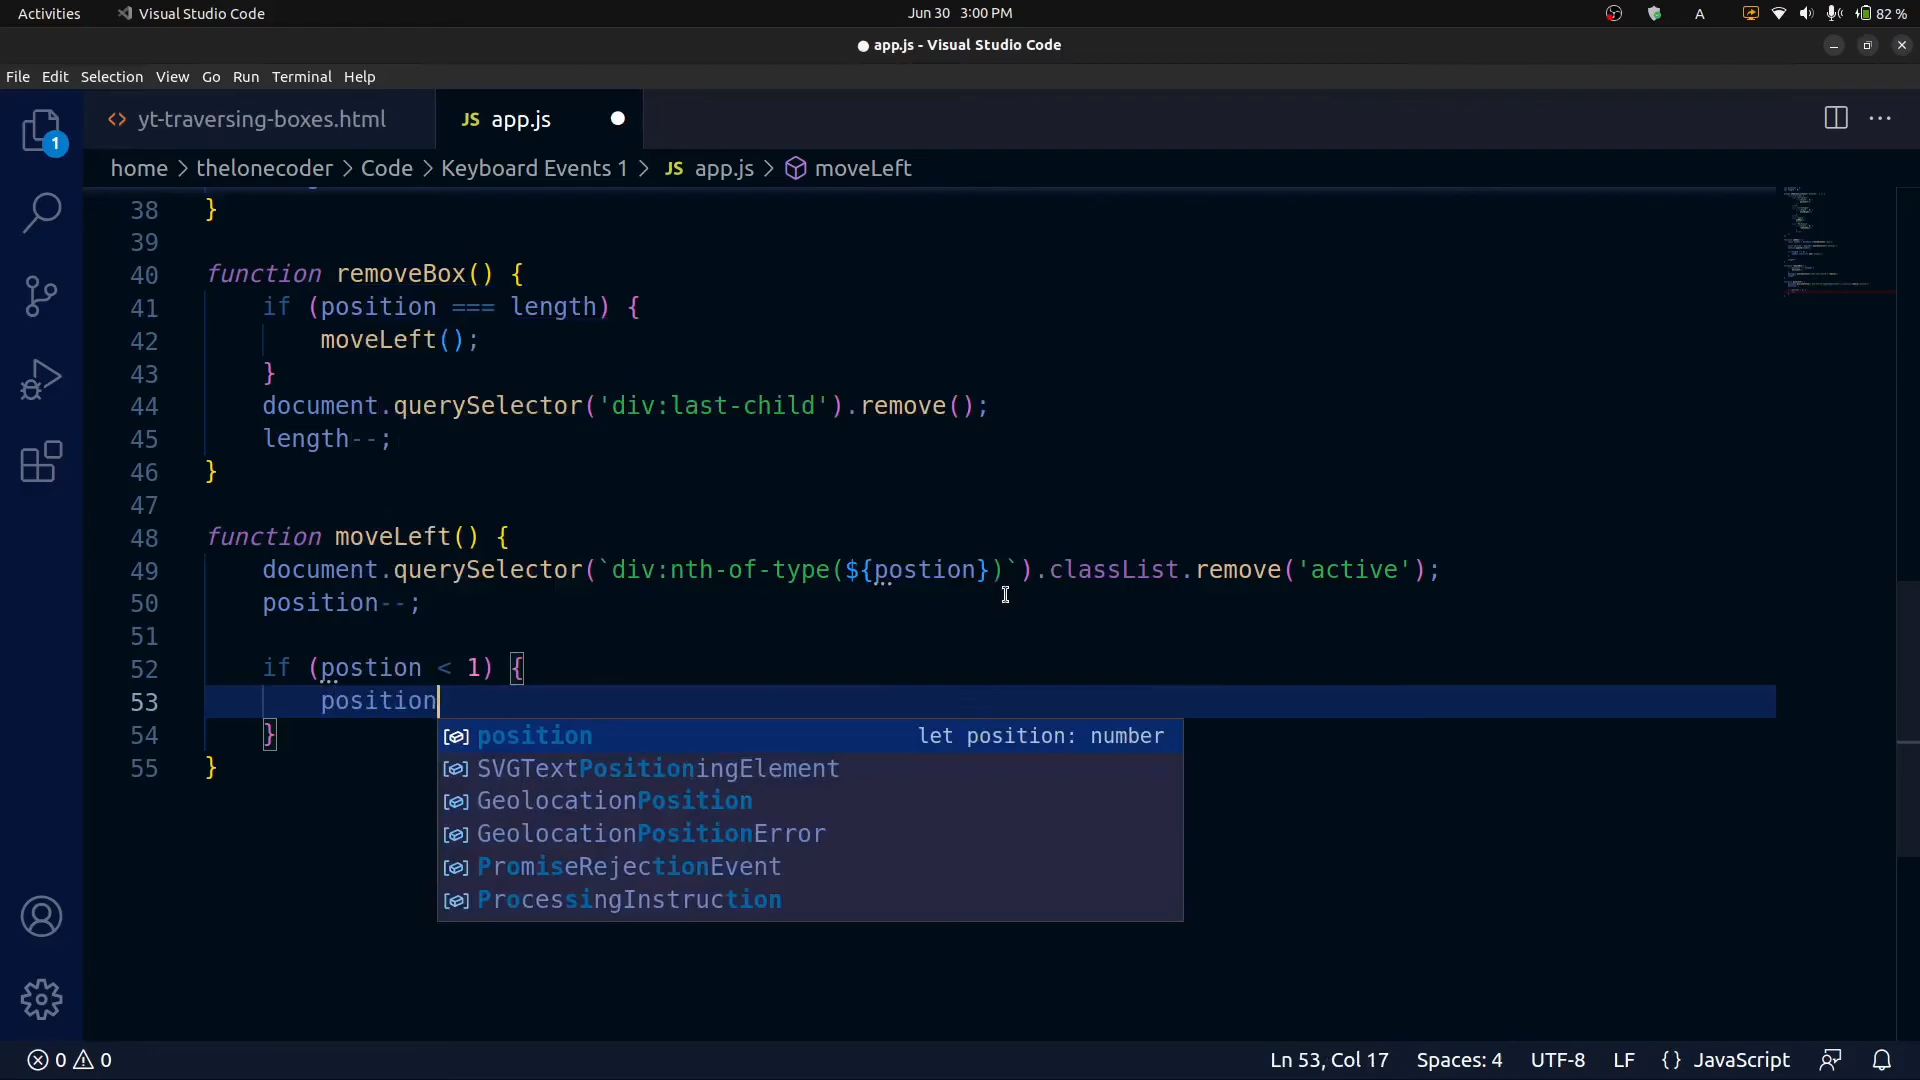 Activities Visual Studio Code Jun 30 3:00 PM A 82 %
app.js - Visual Studio Code
File Edit Selection View Go Run Terminal Help
1
yt-traversing-boxes.html JS app.js
home > thelonecoder > Code > Keyboard Events 1 > JS app.js > moveLeft
38 }
39
40 function removeBox() {
41 if (position === length) {
42 moveLeft();
43 }
44 document.querySelector('div:last-child').remove();
45 length--;
46 }
47
48 function moveLeft() {
49 document.querySelector(`div:nth-of-type(${postion})`).classList.remove('active');
50 position--;
51
52 if (postion < 1) {
53 position
54 }
55 }
position let position: number
SVGTextPositioningElement
GeolocationPosition
GeolocationPositionError
PromiseRejectionEvent
ProcessingInstruction
0 0 Ln 53, Col 17 Spaces: 4 UTF-8 LF {} JavaScript